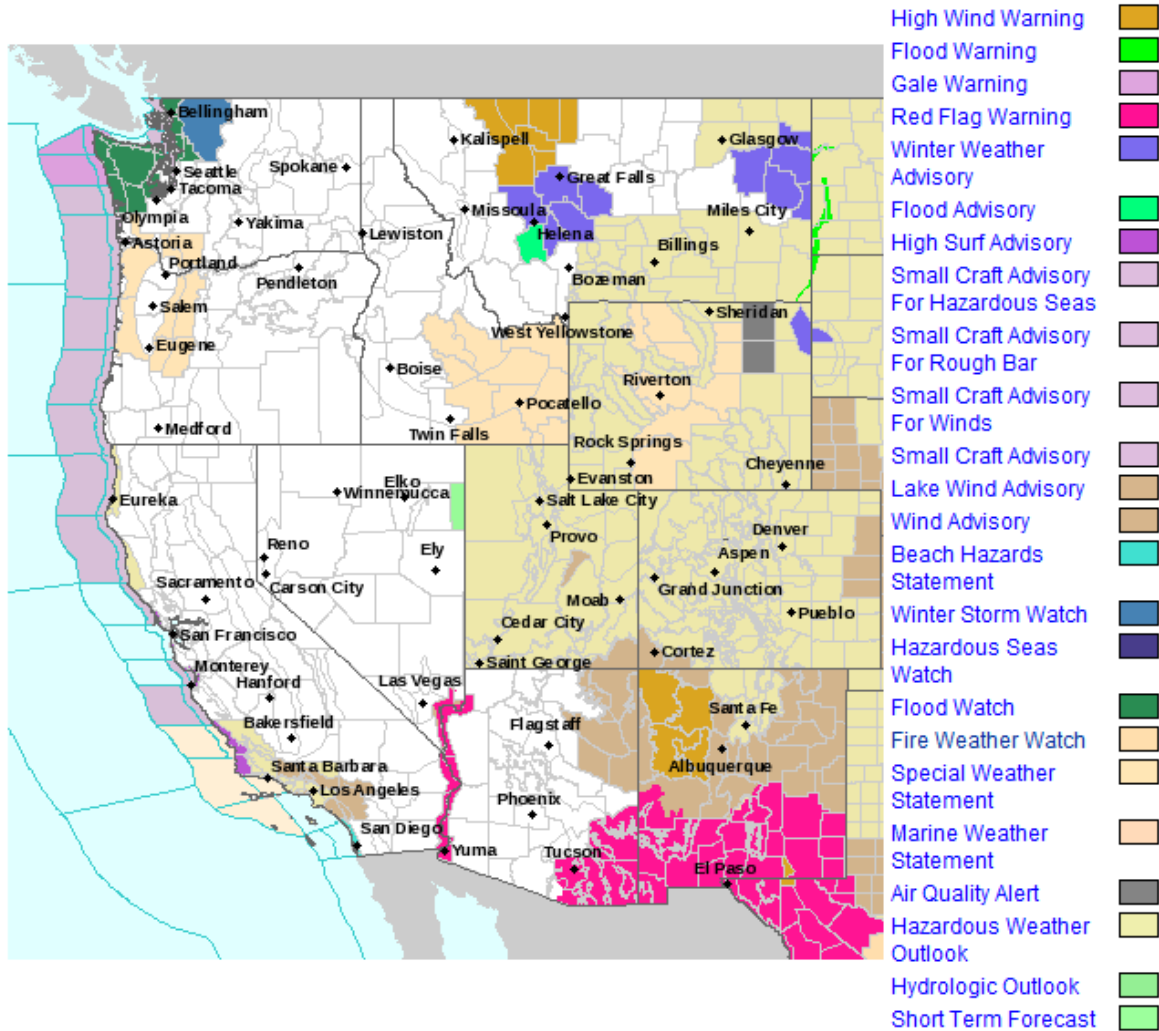 High Wind Warning
Flood Warning
Gale Warning
Red Flag Warning
Winter Weather
Advisory
Flood Advisory
High Surf Advisory
Small Craft Advisory
For Hazardous Seas
Small Craft Advisory
For Rough Bar
Small Craft Advisory
For Winds
Small Craft Advisory
Lake Wind Advisory
Wind Advisory
Beach Hazards
Statement
Winter Storm Watch
Hazardous Seas
Watch
Flood Watch
Fire Weather Watch
Special Weather
Statement
Marine Weather
Statement
Air Quality Alert
Hazardous Weather
Outlook
Hydrologic Outlook
Short Term Forecast
Bellingham
Kalispell
Glasgow
Spokane
Seattle
Great Falls
Tacoma
Olympia
Missoula
Miles City
Yakima
Lewiston
Helena
Astoria
Billings
Portland
Pendleton
Bozeman
Salem
Sheridan
West Yellowstone
Eugene
Boise
Riverton
Pocatello
Medford
Twin Falls
Rock Springs
Cheyenne
Evanston
Elko
Winnemucca
Eureka
Salt Lake City
Provo
Denver
Reno
Ely
Aspen
Sacramento
Carson City
Grand Junction
Moab
Pueblo
Cedar City
San Francisco
Cortez
Saint George
Monterey
Hanford
Las Vegas
Santa Fe
Bakersfield
Flagstaff
Albuquerque
Santa Barbara
Los Angeles
Phoenix
San Diego
Yuma
Tucson
El Paso